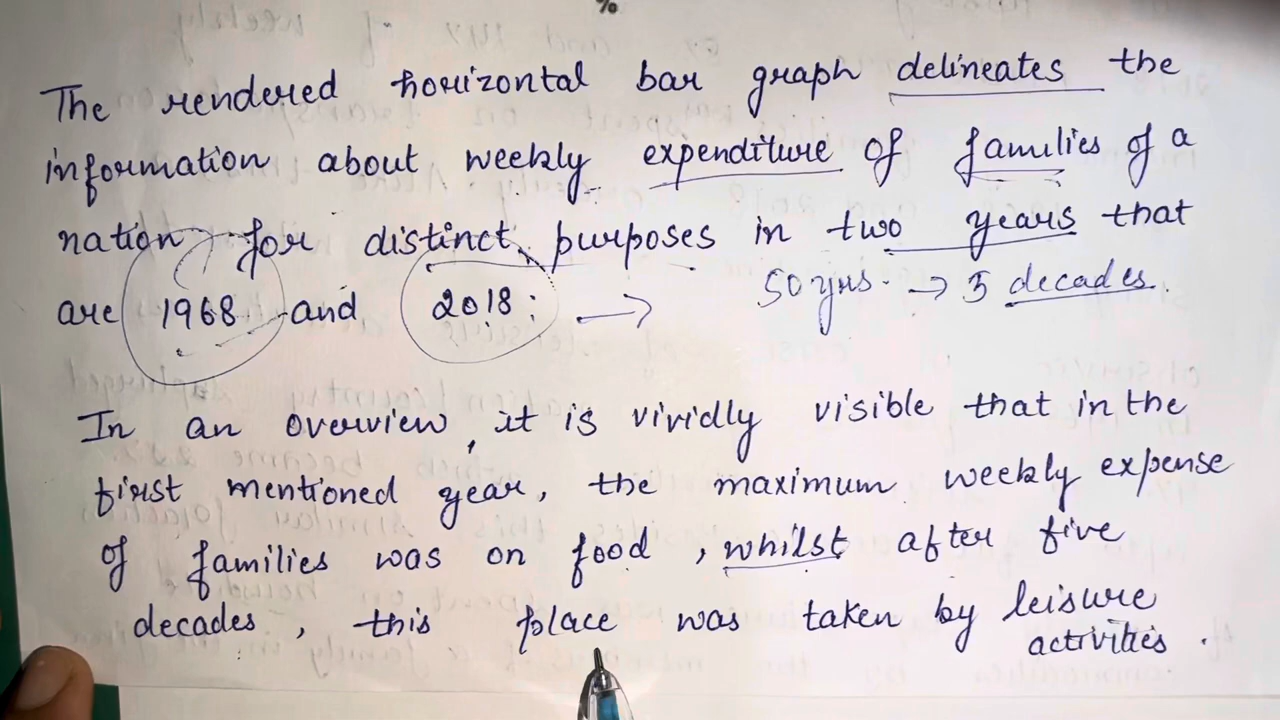 %
The rendered horizontal bar graph delineates the
information about weekly expenditure of families of a
nation for distinct purposes in two years that
are 1968 and 2018: → 50 yrs. → 5 decades.
In an overview, it is vividly visible that in the
first mentioned year, the maximum weekly expense
of families was on food, whilst after five
decades, this place was taken by leisure
activities.